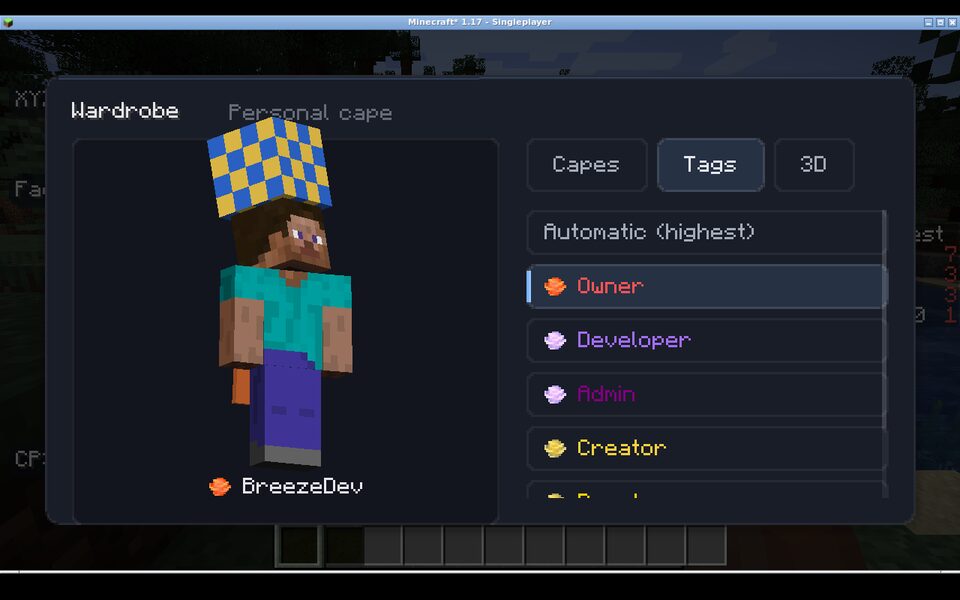 Minecraft* 1.17 - Singleplayer
Wardrobe
Personal cape
Capes
Tags
3D
Automatic (highest)
Owner
Developer
Admin
Creator
BreezeDev